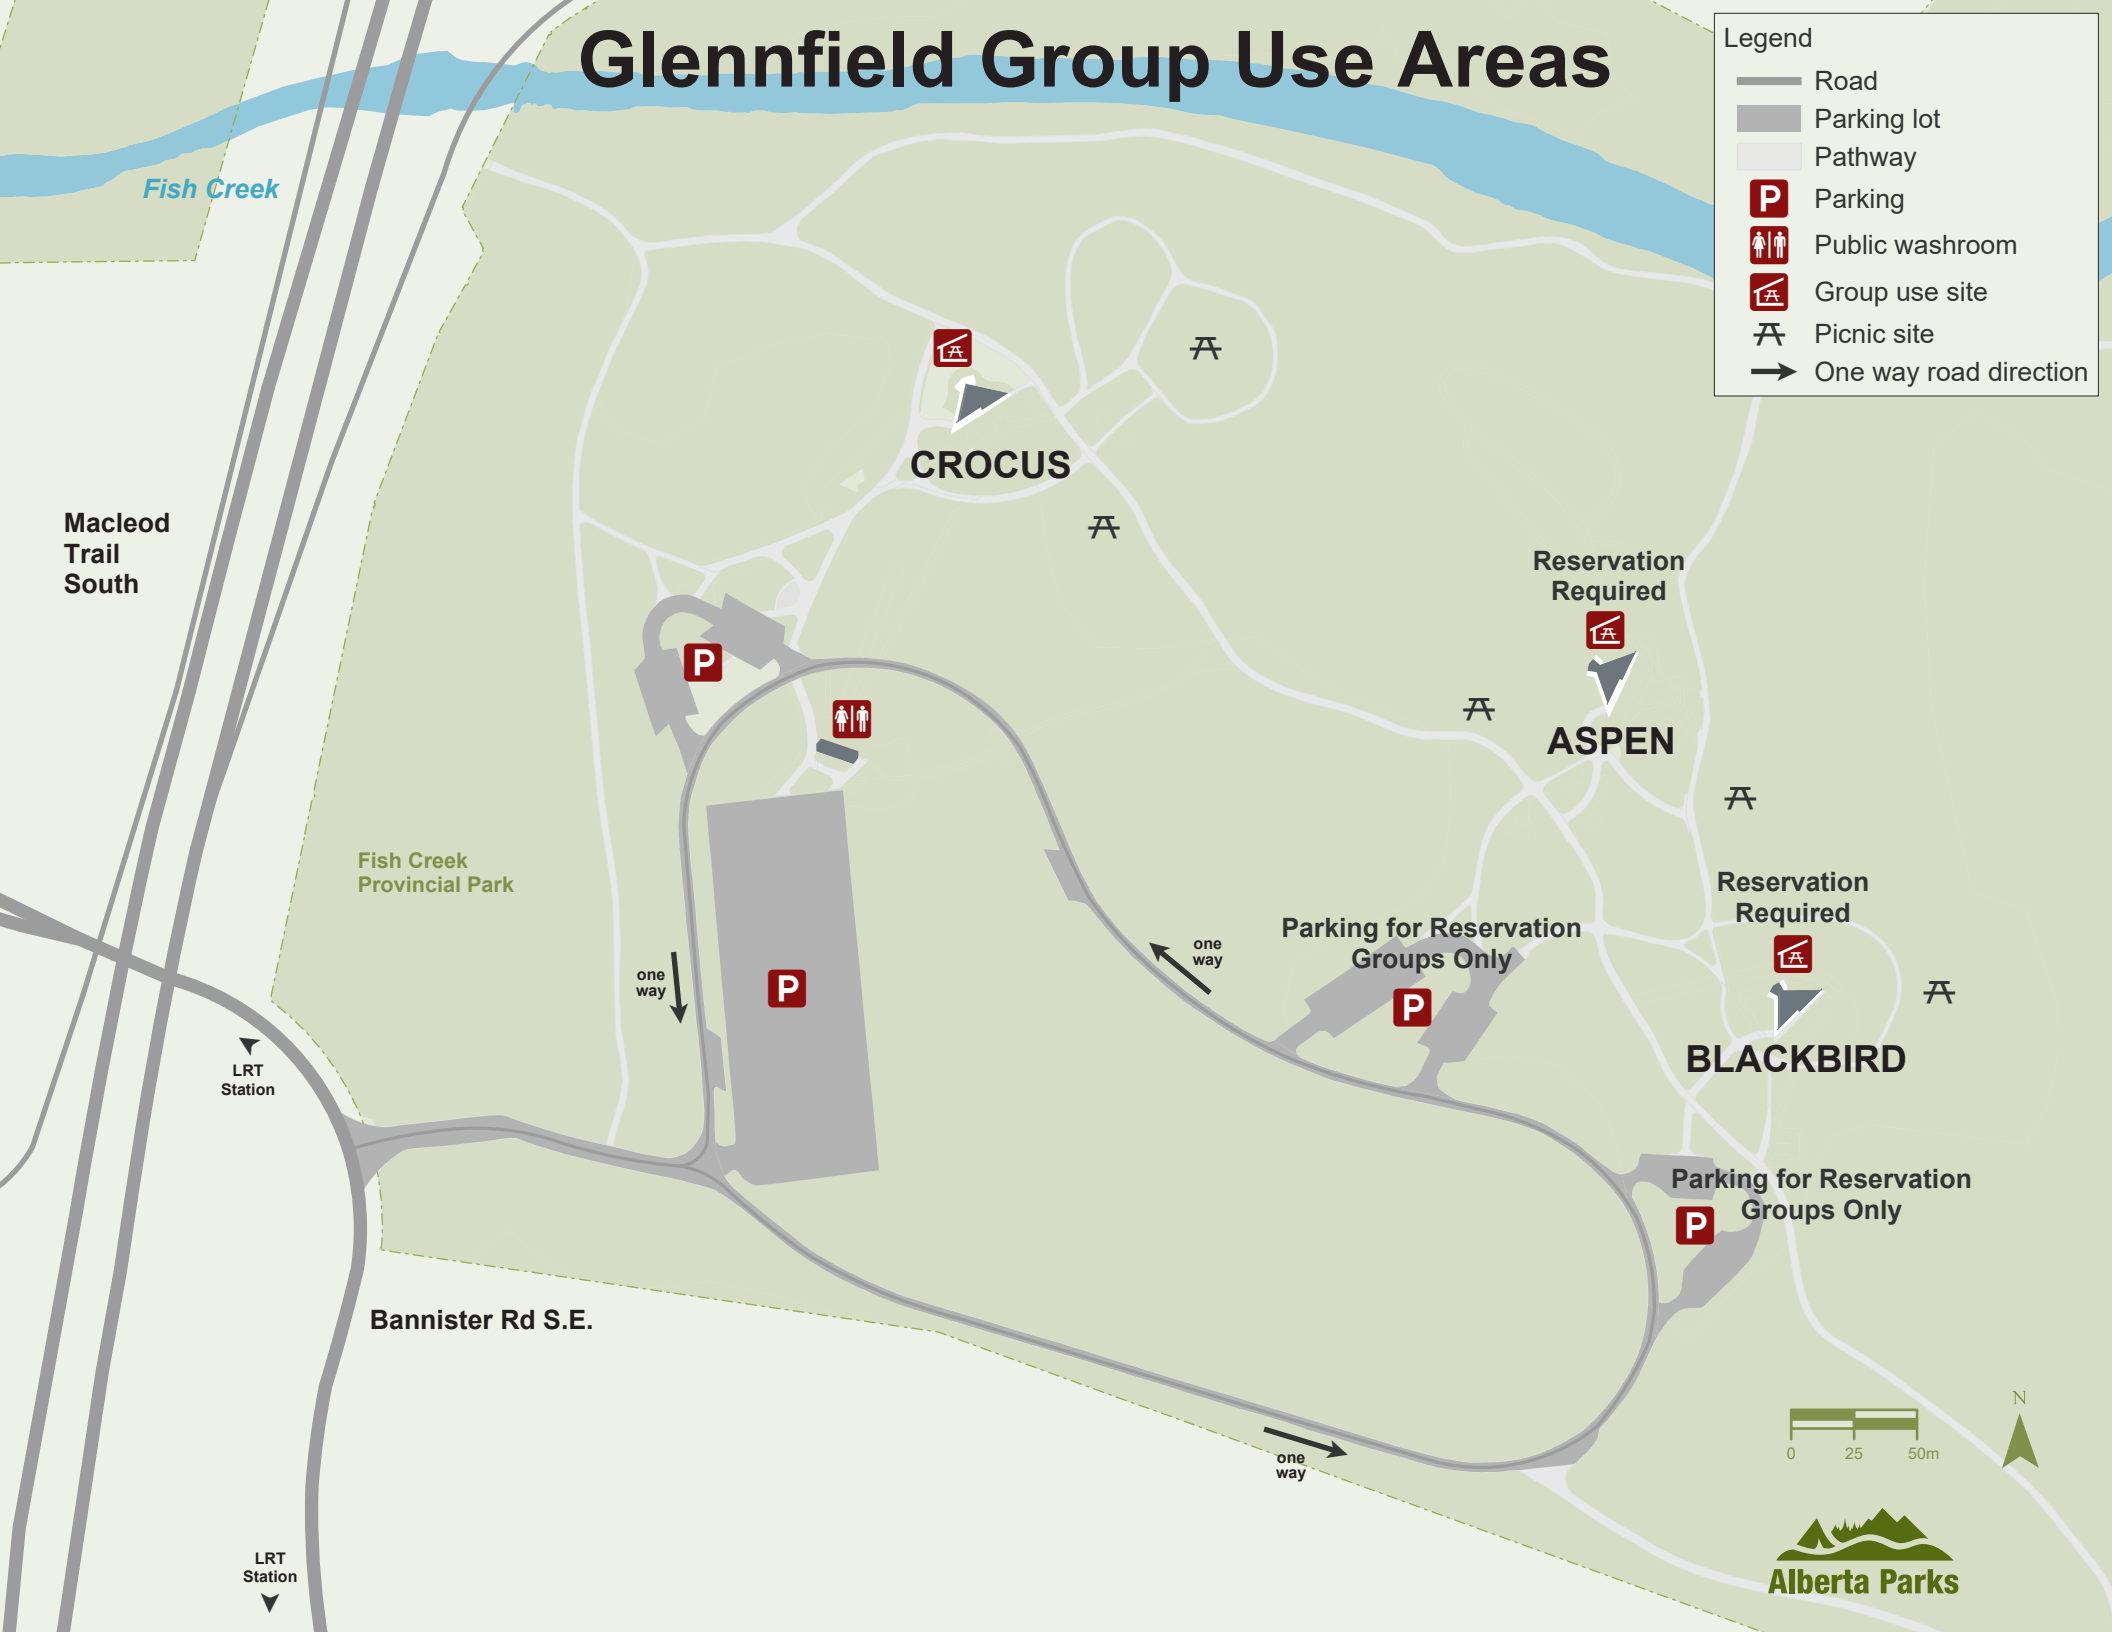 Glennfield Group Use Areas
Legend
Road
Parking lot
Pathway
P Parking
Public washroom
Group use site
Picnic site
One way road direction
Fish Creek
CROCUS
Macleod
Trail
South
Reservation
Required
ASPEN
P
Fish Creek
Provincial Park
Reservation
Required
Parking for Reservation
Groups Only
one
way
one
way
P
P
BLACKBIRD
LRT
Station
Parking for Reservation
Groups Only
P
Bannister Rd S.E.
one
way
N
0 25 50m
LRT
Station
Alberta Parks